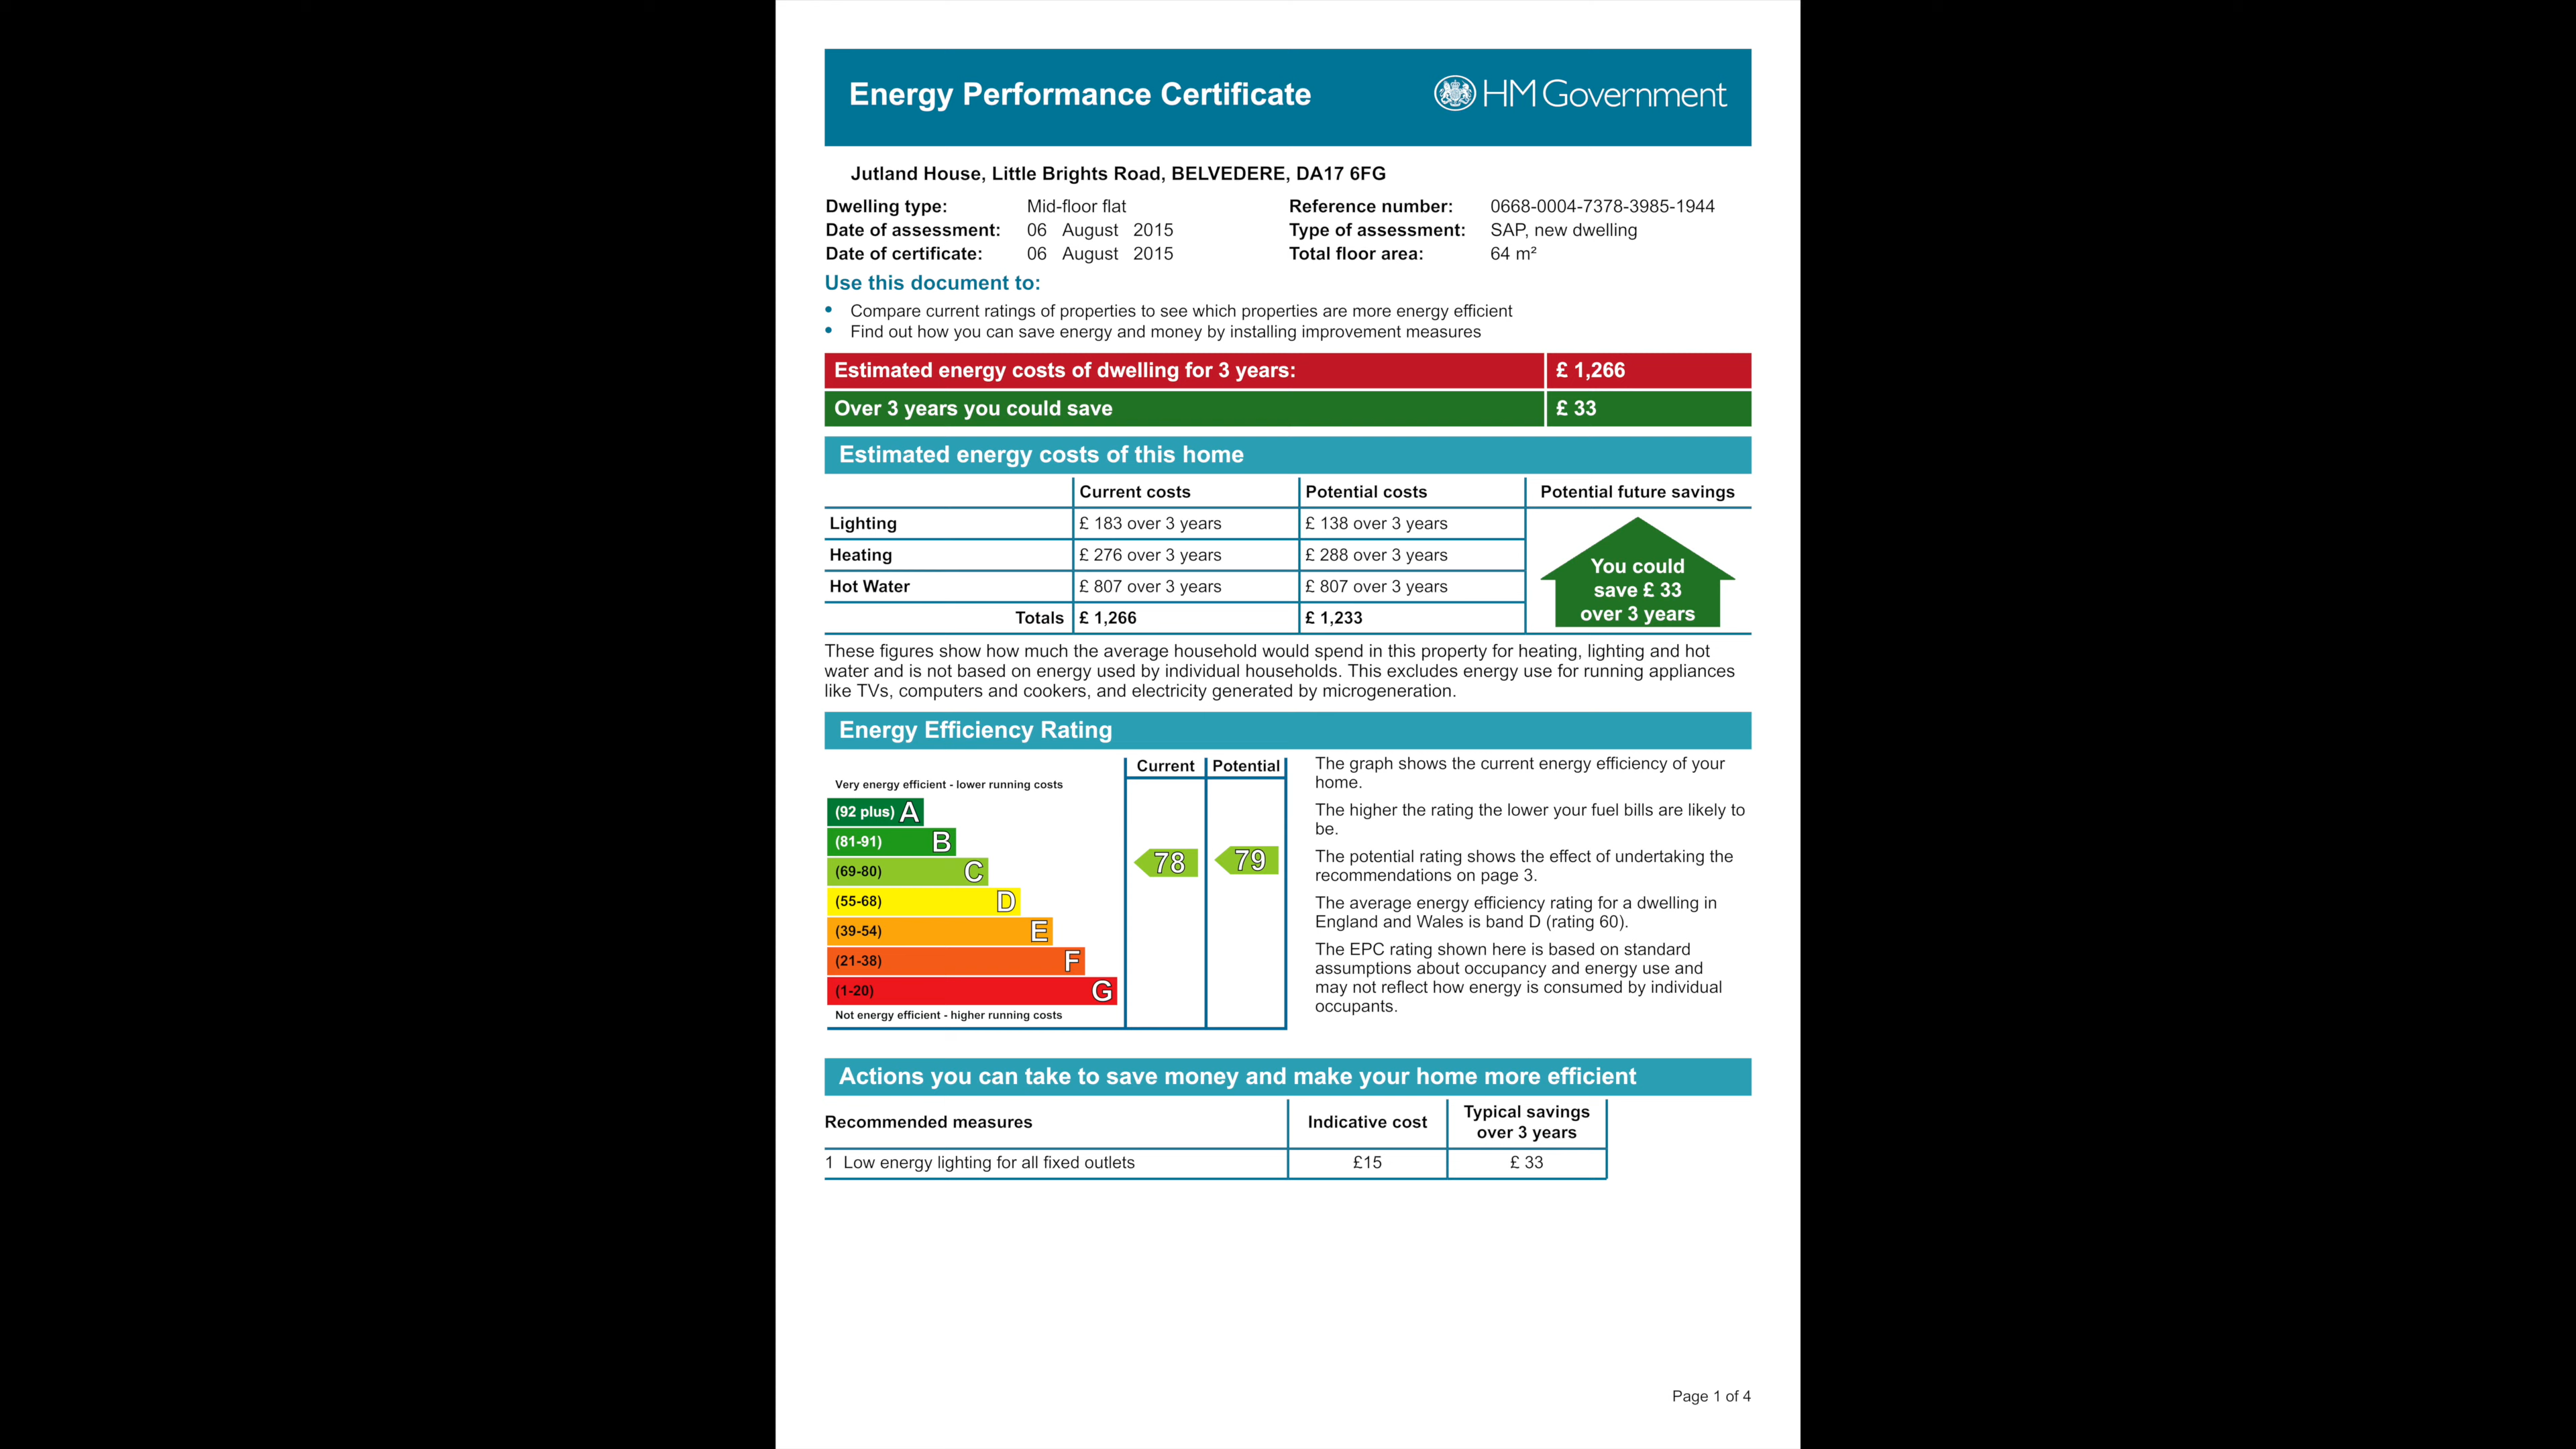 Energy Performance Certificate
HM Government
Jutland House, Little Brights Road, BELVEDERE, DA17 6FG
Dwelling type: Mid-floor flat Reference number: 0668-0004-7378-3985-1944
Date of assessment: 06 August 2015 Type of assessment: SAP, new dwelling
Date of certificate: 06 August 2015 Total floor area: 64 m²
Use this document to:
• Compare current ratings of properties to see which properties are more energy efficient
• Find out how you can save energy and money by installing improvement measures
Estimated energy costs of dwelling for 3 years: £ 1,266
Over 3 years you could save £ 33
Estimated energy costs of this home
Current costs Potential costs Potential future savings
Lighting £ 183 over 3 years £ 138 over 3 years
Heating £ 276 over 3 years £ 288 over 3 years
Hot Water £ 807 over 3 years £ 807 over 3 years
Totals £ 1,266 £ 1,233
You could
save £ 33
over 3 years
These figures show how much the average household would spend in this property for heating, lighting and hot
water and is not based on energy used by individual households. This excludes energy use for running appliances
like TVs, computers and cookers, and electricity generated by microgeneration.
Energy Efficiency Rating
Current Potential
Very energy efficient - lower running costs
(92 plus) A
(81-91) B
(69-80) C
78 79
(55-68) D
(39-54) E
(21-38) F
(1-20) G
Not energy efficient - higher running costs
The graph shows the current energy efficiency of your
home.
The higher the rating the lower your fuel bills are likely to
be.
The potential rating shows the effect of undertaking the
recommendations on page 3.
The average energy efficiency rating for a dwelling in
England and Wales is band D (rating 60).
The EPC rating shown here is based on standard
assumptions about occupancy and energy use and
may not reflect how energy is consumed by individual
occupants.
Actions you can take to save money and make your home more efficient
Recommended measures Indicative cost Typical savings
over 3 years
1 Low energy lighting for all fixed outlets £15 £ 33
Page 1 of 4